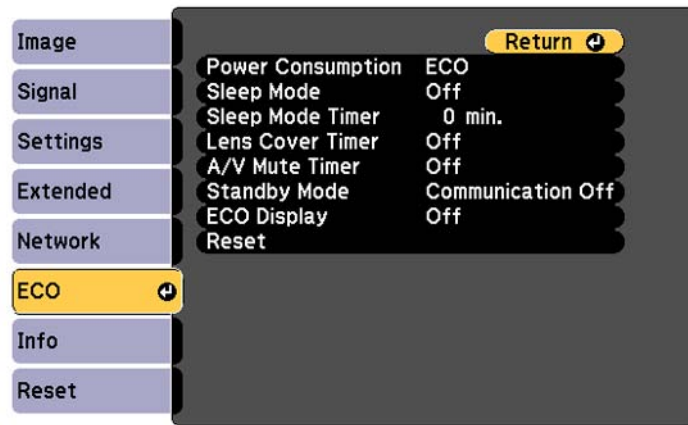 Image
Signal
Settings
Extended
Network
ECO
Info
Reset
Return
Power Consumption ECO
Sleep Mode Off
Sleep Mode Timer 0 min.
Lens Cover Timer Off
A/V Mute Timer Off
Standby Mode Communication Off
ECO Display Off
Reset